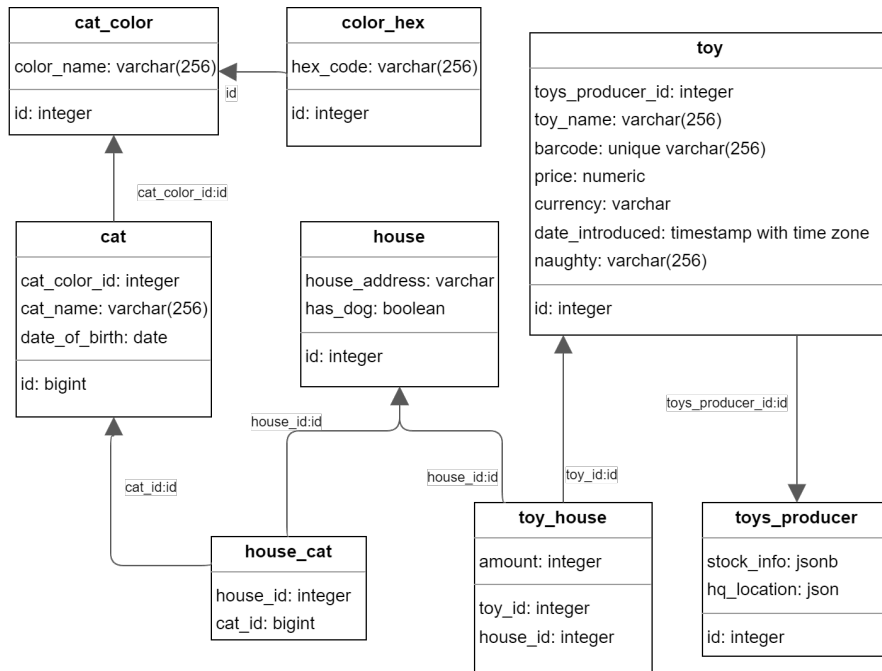 cat_color
color_name: varchar(256)
id: integer
color_hex
hex_code: varchar(256)
id: integer
id
toy
toys_producer_id: integer
toy_name: varchar(256)
barcode: unique varchar(256)
price: numeric
currency: varchar
date_introduced: timestamp with time zone
naughty: varchar(256)
id: integer
cat_color_id:id
cat
cat_color_id: integer
cat_name: varchar(256)
date_of_birth: date
id: bigint
house
house_address: varchar
has_dog: boolean
id: integer
house_id:id
cat_id:id
house_id:id
toy_id:id
toys_producer_id:id
house_cat
house_id: integer
cat_id: bigint
toy_house
amount: integer
toy_id: integer
house_id: integer
toys_producer
stock_info: jsonb
hq_location: json
id: integer